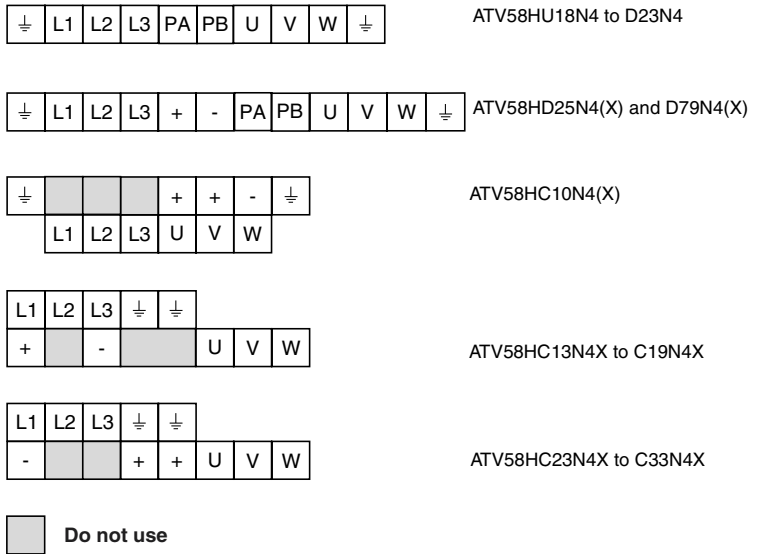 ⏚ L1 L2 L3 PA PB U V W ⏚ ATV58HU18N4 to D23N4
⏚ L1 L2 L3 + - PA PB U V W ⏚ ATV58HD25N4(X) and D79N4(X)
⏚ + + - ⏚ ATV58HC10N4(X)
L1 L2 L3 U V W
L1 L2 L3 ⏚ ⏚
+ - U V W ATV58HC13N4X to C19N4X
L1 L2 L3 ⏚ ⏚
- + + U V W ATV58HC23N4X to C33N4X
Do not use